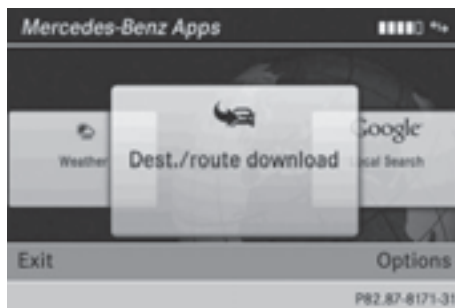 Mercedes-Benz Apps
Google
Weather
Dest./route download
Local Search
Exit
Options
P82.87-8171-31